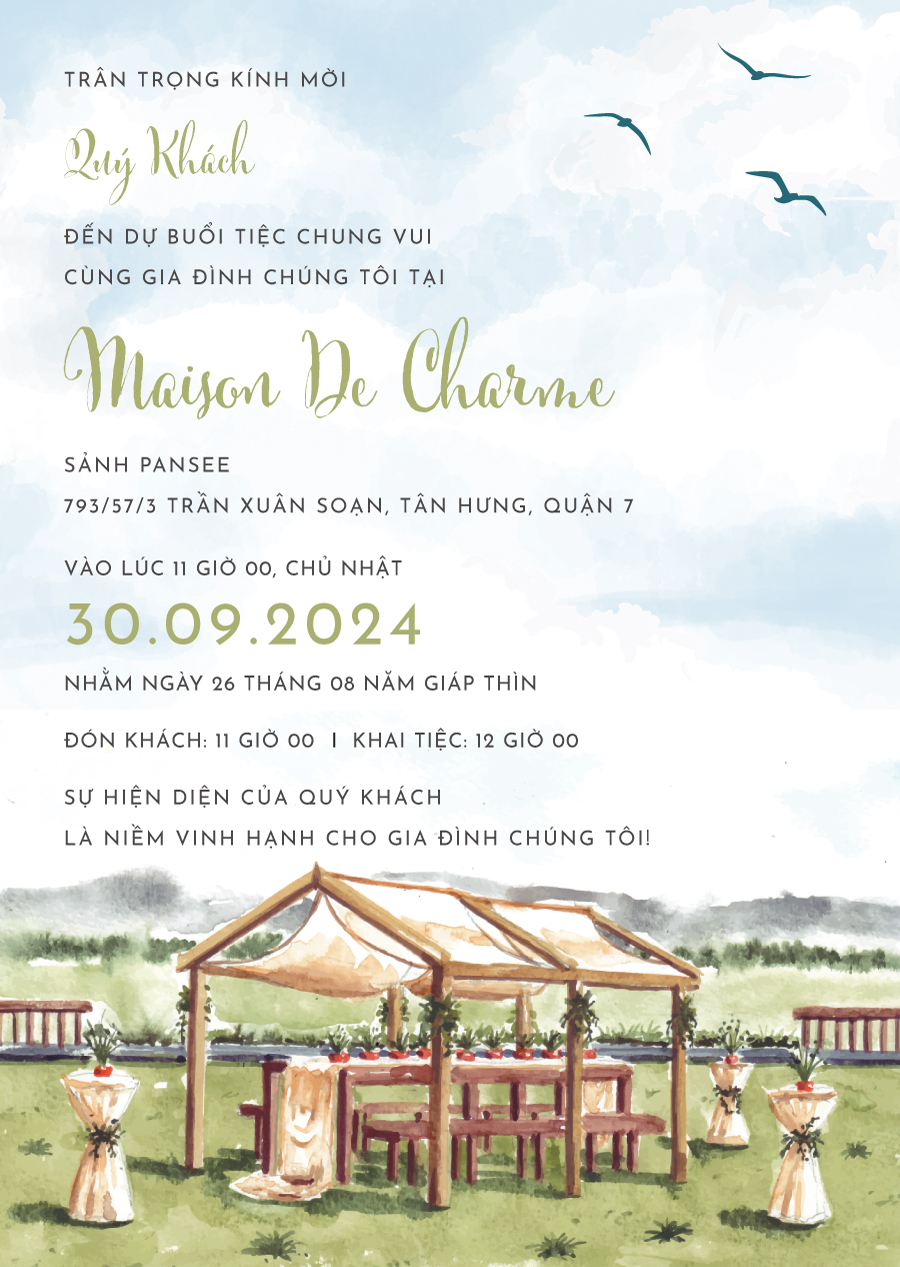 TRÂN TRỌNG KÍNH MỜI
Quý Khách
ĐẾN DỰ BUỔI TIỆC CHUNG VUI
CÙNG GIA ĐÌNH CHÚNG TÔI TẠI
Maison De Charme
SẢNH PANSEE
793/57/3 TRẦN XUÂN SOẠN, TÂN HƯNG, QUẬN 7
VÀO LÚC 11 GIỜ 00, CHỦ NHẬT
30.09.2024
NHẰM NGÀY 26 THÁNG 08 NĂM GIÁP THÌN
ĐÓN KHÁCH: 11 GIỜ 00 I KHAI TIỆC: 12 GIỜ 00
SỰ HIỆN DIỆN CỦA QUÝ KHÁCH
LÀ NIỀM VINH HẠNH CHO GIA ĐÌNH CHÚNG TÔI!